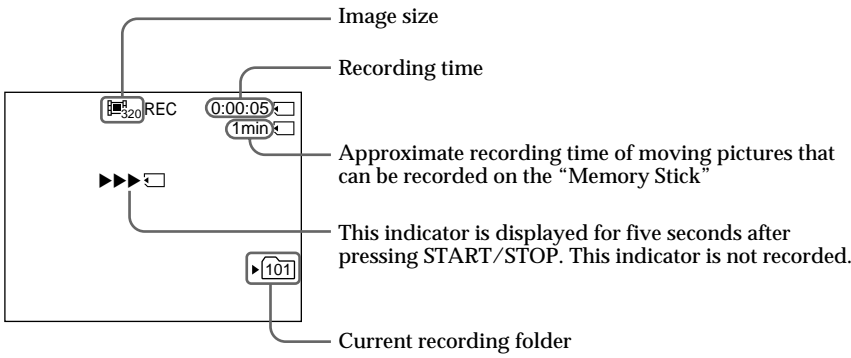 Image size
Recording time
320 REC 0:00:05
1min
Approximate recording time of moving pictures that
can be recorded on the “Memory Stick”
This indicator is displayed for five seconds after
pressing START/STOP. This indicator is not recorded.
101
Current recording folder